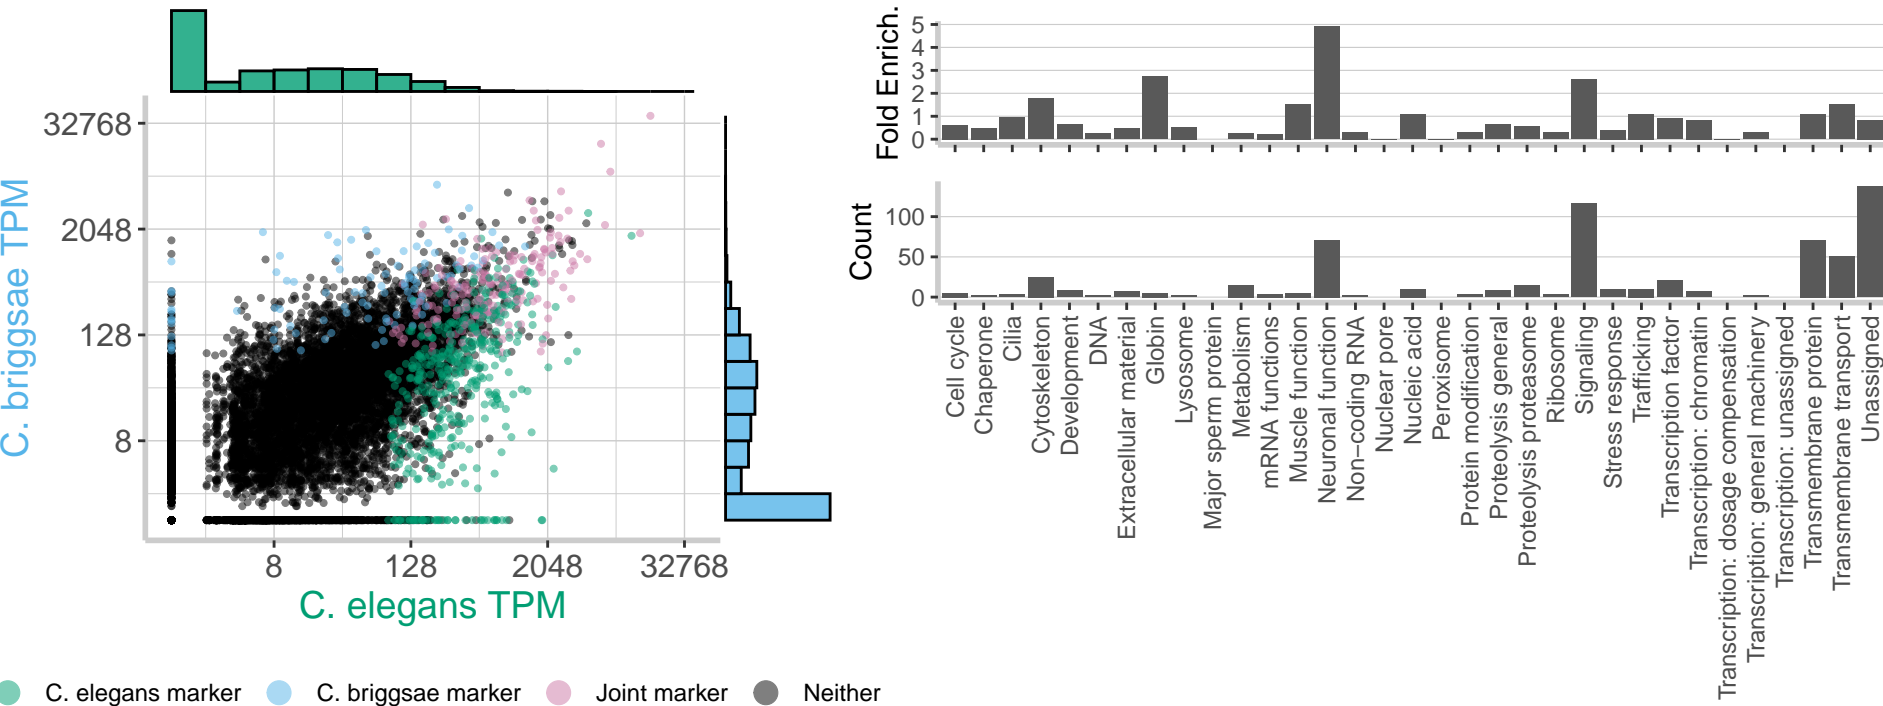 C. briggsae TPM
32768
2048
128
8
8
128
2048
32768
C. elegans TPM
C. elegans marker
C. briggsae marker
Joint marker
Neither
Fold Enrich.
5
4
3
2
1
0
Count
100
50
0
Cell cycle
Chaperone
Cilia
Cytoskeleton
Development
DNA
Extracellular material
Globin
Lysosome
Major sperm protein
Metabolism
mRNA functions
Muscle function
Neuronal function
Non−coding RNA
Nuclear pore
Nucleic acid
Peroxisome
Protein modification
Proteolysis general
Proteolysis proteasome
Ribosome
Signaling
Stress response
Trafficking
Transcription factor
Transcription: chromatin
Transcription: dosage compensation
Transcription: general machinery
Transcription: unassigned
Transmembrane protein
Transmembrane transport
Unassigned